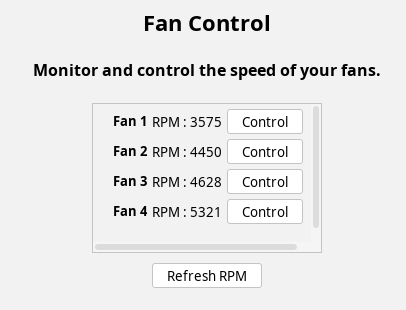 Fan Control
Monitor and control the speed of your fans.
Fan 1 RPM : 3575 Control
Fan 2 RPM : 4450 Control
Fan 3 RPM : 4628 Control
Fan 4 RPM : 5321 Control
Refresh RPM